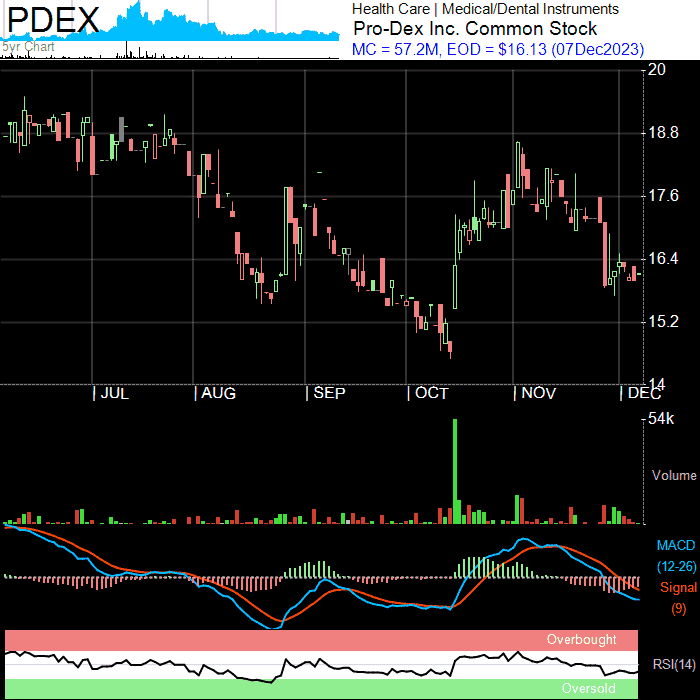 PDEX
5yr Chart
Health Care | Medical/Dental Instruments
Pro-Dex Inc. Common Stock
MC = 57.2M, EOD = $16.13 (07Dec2023)
20
18.8
17.6
16.4
15.2
14
JUL
AUG
SEP
OCT
NOV
DEC
54k
Volume
MACD
(12-26)
Signal
(9)
Overbought
RSI(14)
Oversold